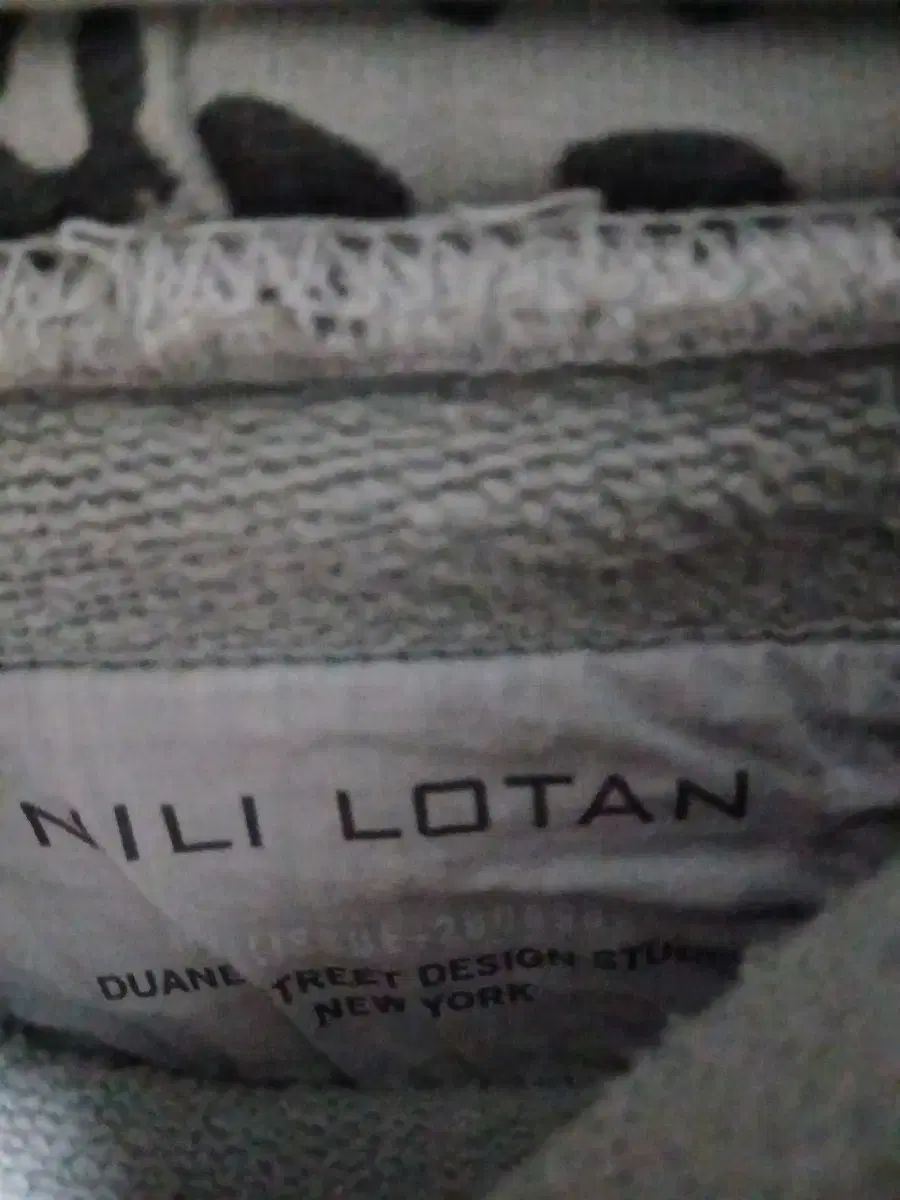 NILI LOTAN
DUANE TREET DESIGN
NEW YORK